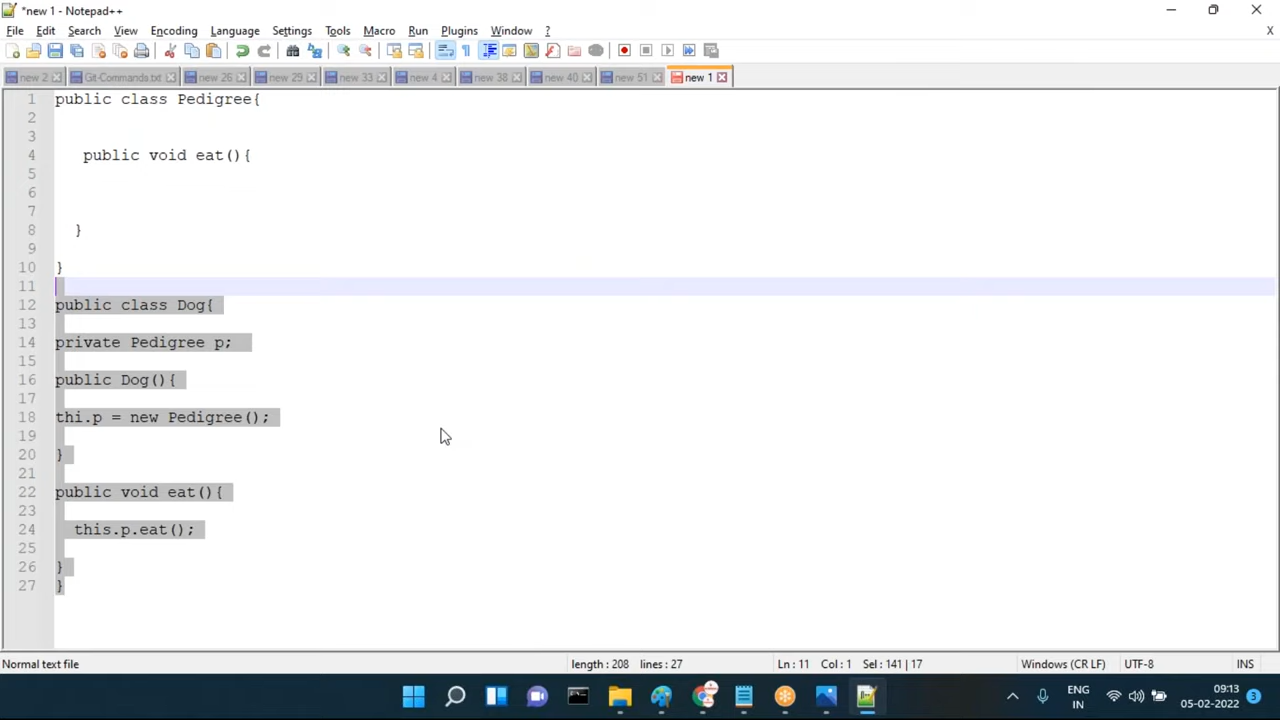 *new 1 - Notepad++
File Edit Search View Encoding Language Settings Tools Macro Run Plugins Window ? X
new 2 Git-Commands.txt new 26 new 29 new 33 new 4 new 38 new 40 new 51 new 1
1 public class Pedigree{
2
3
4 public void eat(){
5
6
7
8 }
9
10 }
11
12 public class Dog{
13
14 private Pedigree p;
15
16 public Dog(){
17
18 thi.p = new Pedigree();
19
20 }
21
22 public void eat(){
23
24 this.p.eat();
25
26 }
27 }
Normal text file length : 208 lines : 27 Ln : 11 Col : 1 Sel : 141 | 17 Windows (CR LF) UTF-8 INS
ENG 09:13
IN 05-02-2022 3